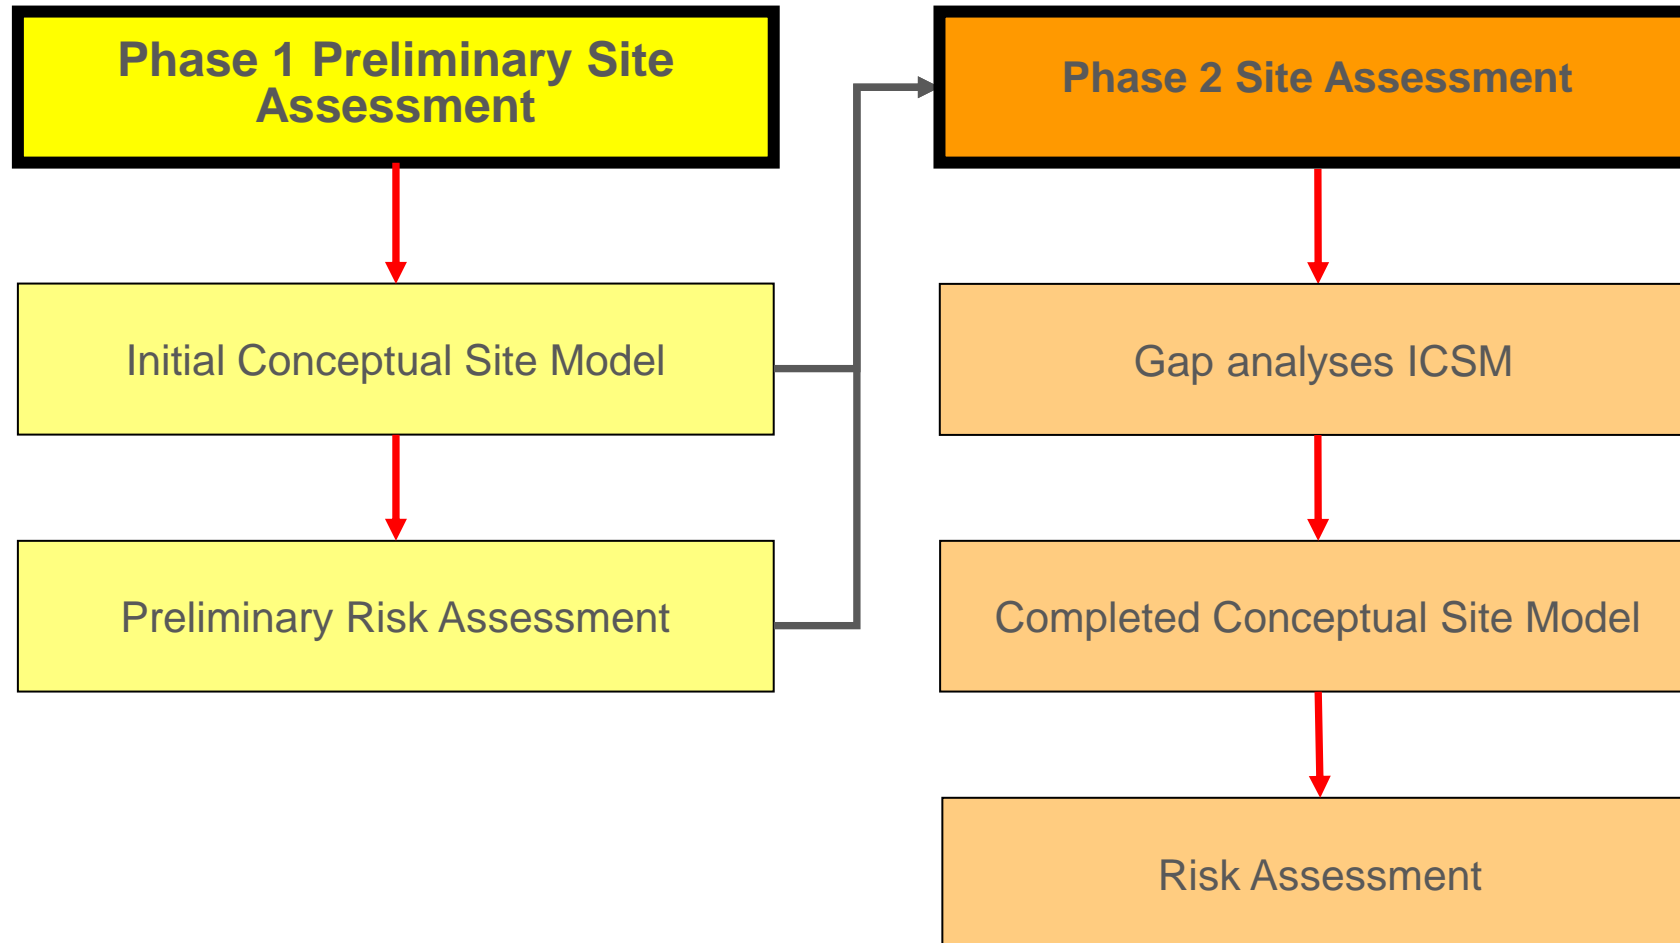 Phase 1 Preliminary Site
Assessment
Initial Conceptual Site Model
Preliminary Risk Assessment
Phase 2 Site Assessment
Gap analyses ICSM
Completed Conceptual Site Model
Risk Assessment